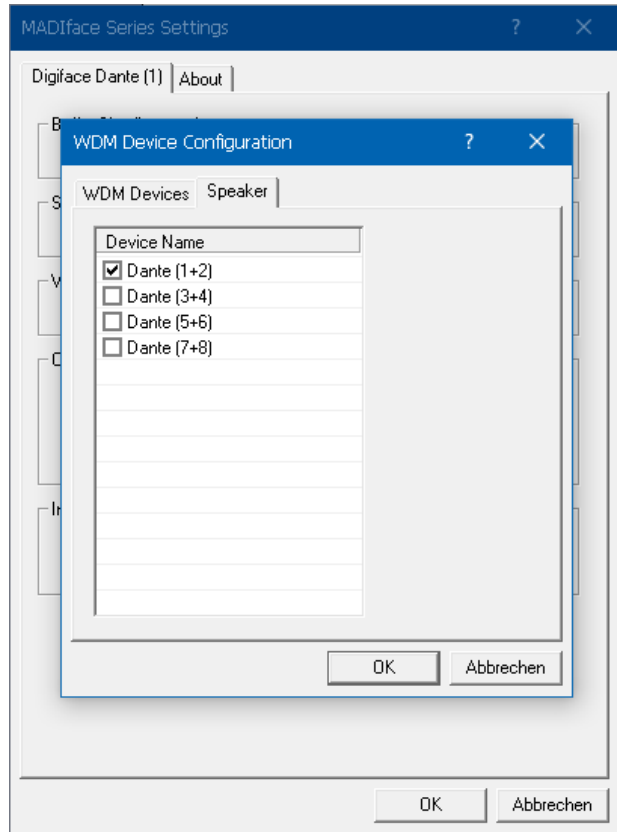 MADIface Series Settings
Digiface Dante (1)
About
WDM Device Configuration
WDM Devices
Speaker
Device Name
Dante (1+2)
Dante (3+4)
Dante (5+6)
Dante (7+8)
OK
Abbrechen
OK
Abbrechen